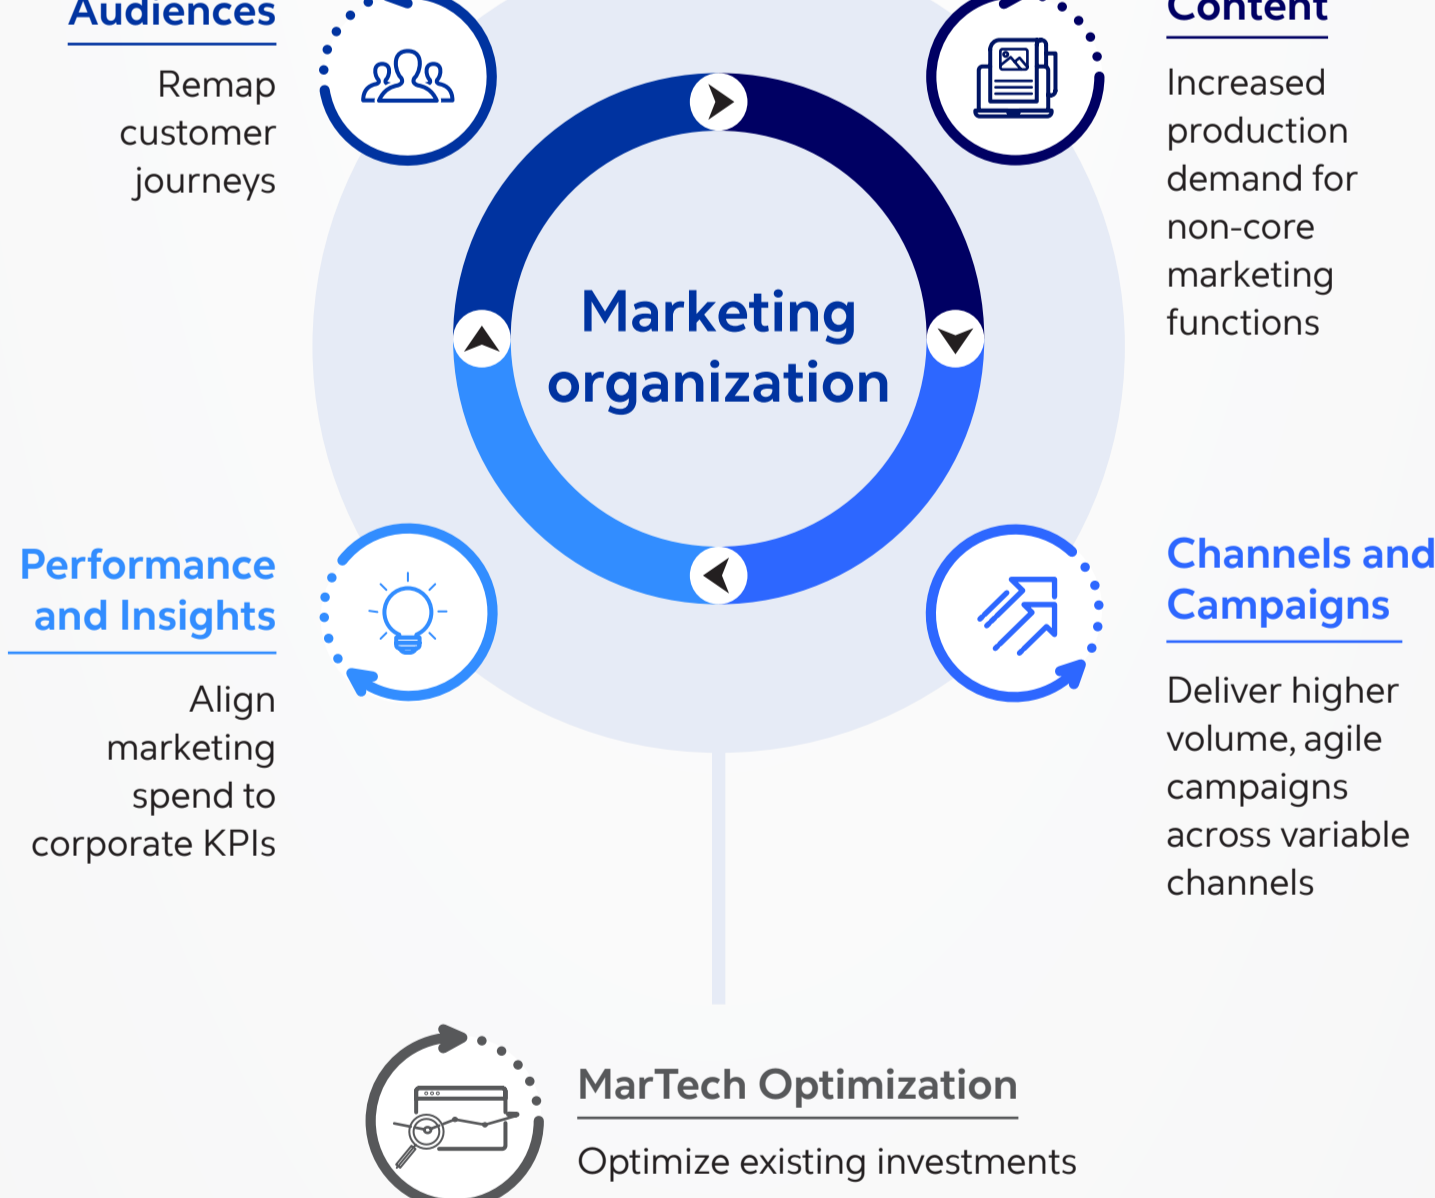 Audiences
Remap
customer
journeys
Content
Increased
production
demand for
non-core
marketing
functions
Marketing
organization
Performance
and Insights
Align
marketing
spend to
corporate KPIs
Channels and
Campaigns
Deliver higher
volume, agile
campaigns
across variable
channels
MarTech Optimization
Optimize existing investments